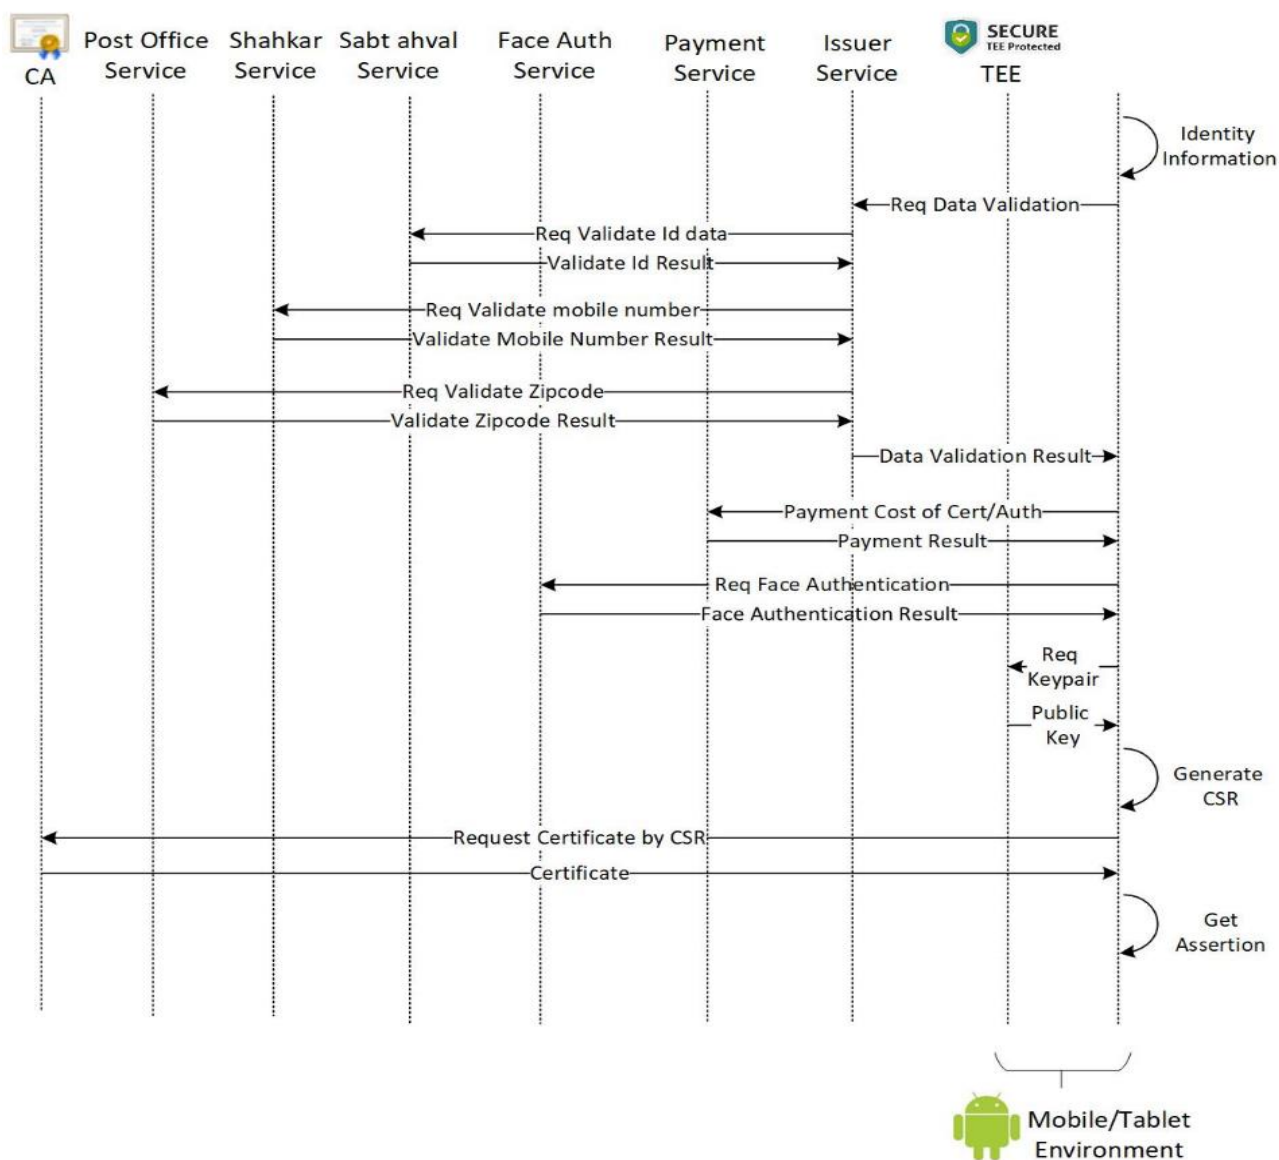 CA
Post Office
Service
Shahkar
Service
Sabt ahval
Service
Face Auth
Service
Payment
Service
Issuer
Service
SECURE
TEE Protected
TEE
Identity
Information
Req Data Validation
Req Validate Id data
Validate Id Result
Req Validate mobile number
Validate Mobile Number Result
Req Validate Zipcode
Validate Zipcode Result
Data Validation Result
Payment Cost of Cert/Auth
Payment Result
Req Face Authentication
Face Authentication Result
Req
Keypair
Public
Key
Generate
CSR
Request Certificate by CSR
Certificate
Get
Assertion
Mobile/Tablet
Environment